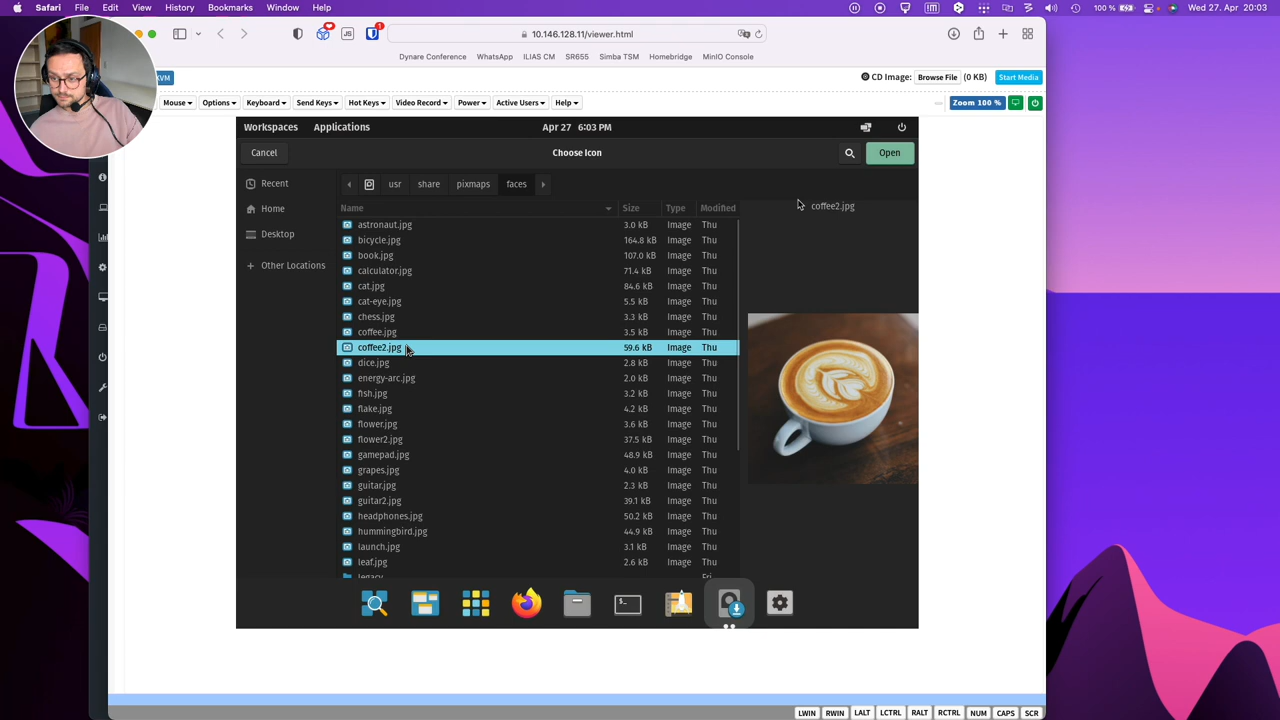 Safari File Edit View History Bookmarks Window Help
100 % Wed 27. Apr 20:03
10.146.128.11/viewer.html
Dynare Conference WhatsApp ILIAS CM SR655 Simba TSM Homebridge MinIO Console
KVM CD Image: Browse File (0 KB) Start Media
Mouse Options Keyboard Send Keys Hot Keys Video Record Power Active Users Help Zoom 100 %
Workspaces Applications Apr 27 6:03 PM
Cancel Choose Icon Open
Recent
Home
Desktop
Other Locations
usr share pixmaps faces
Name Size Type Modified
astronaut.jpg 3.0 kB Image Thu
bicycle.jpg 164.8 kB Image Thu
book.jpg 107.0 kB Image Thu
calculator.jpg 71.4 kB Image Thu
cat.jpg 84.6 kB Image Thu
cat-eye.jpg 5.5 kB Image Thu
chess.jpg 3.3 kB Image Thu
coffee.jpg 3.5 kB Image Thu
coffee2.jpg 59.6 kB Image Thu
dice.jpg 2.8 kB Image Thu
energy-arc.jpg 2.0 kB Image Thu
fish.jpg 3.2 kB Image Thu
flake.jpg 4.2 kB Image Thu
flower.jpg 3.6 kB Image Thu
flower2.jpg 37.5 kB Image Thu
gamepad.jpg 48.9 kB Image Thu
grapes.jpg 4.0 kB Image Thu
guitar.jpg 2.3 kB Image Thu
guitar2.jpg 39.1 kB Image Thu
headphones.jpg 50.2 kB Image Thu
hummingbird.jpg 44.9 kB Image Thu
launch.jpg 3.1 kB Image Thu
leaf.jpg 2.6 kB Image Thu
legacy Fri
coffee2.jpg
LWIN RWIN LALT LCTRL RALT RCTRL NUM CAPS SCR